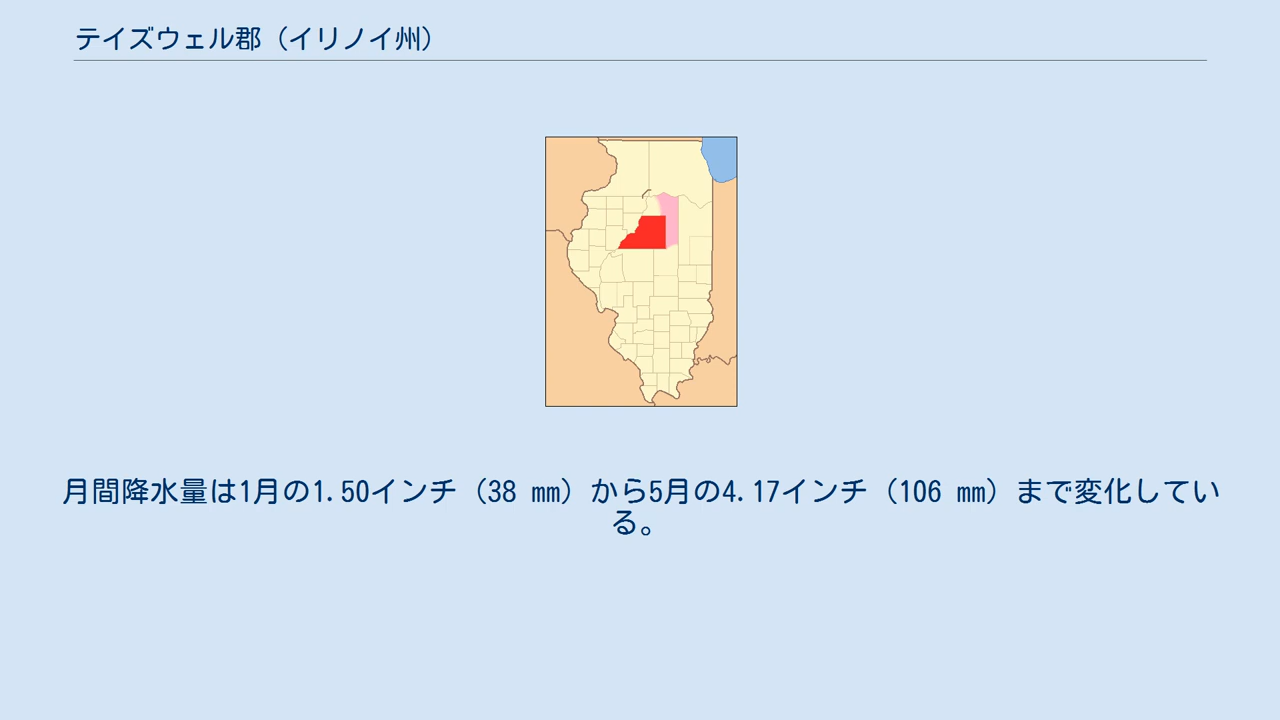 テイズウェル郡（イリノイ州）
月間降水量は1月の1.50インチ（38 mm）から5月の4.17インチ（106 mm）まで変化してい
る。